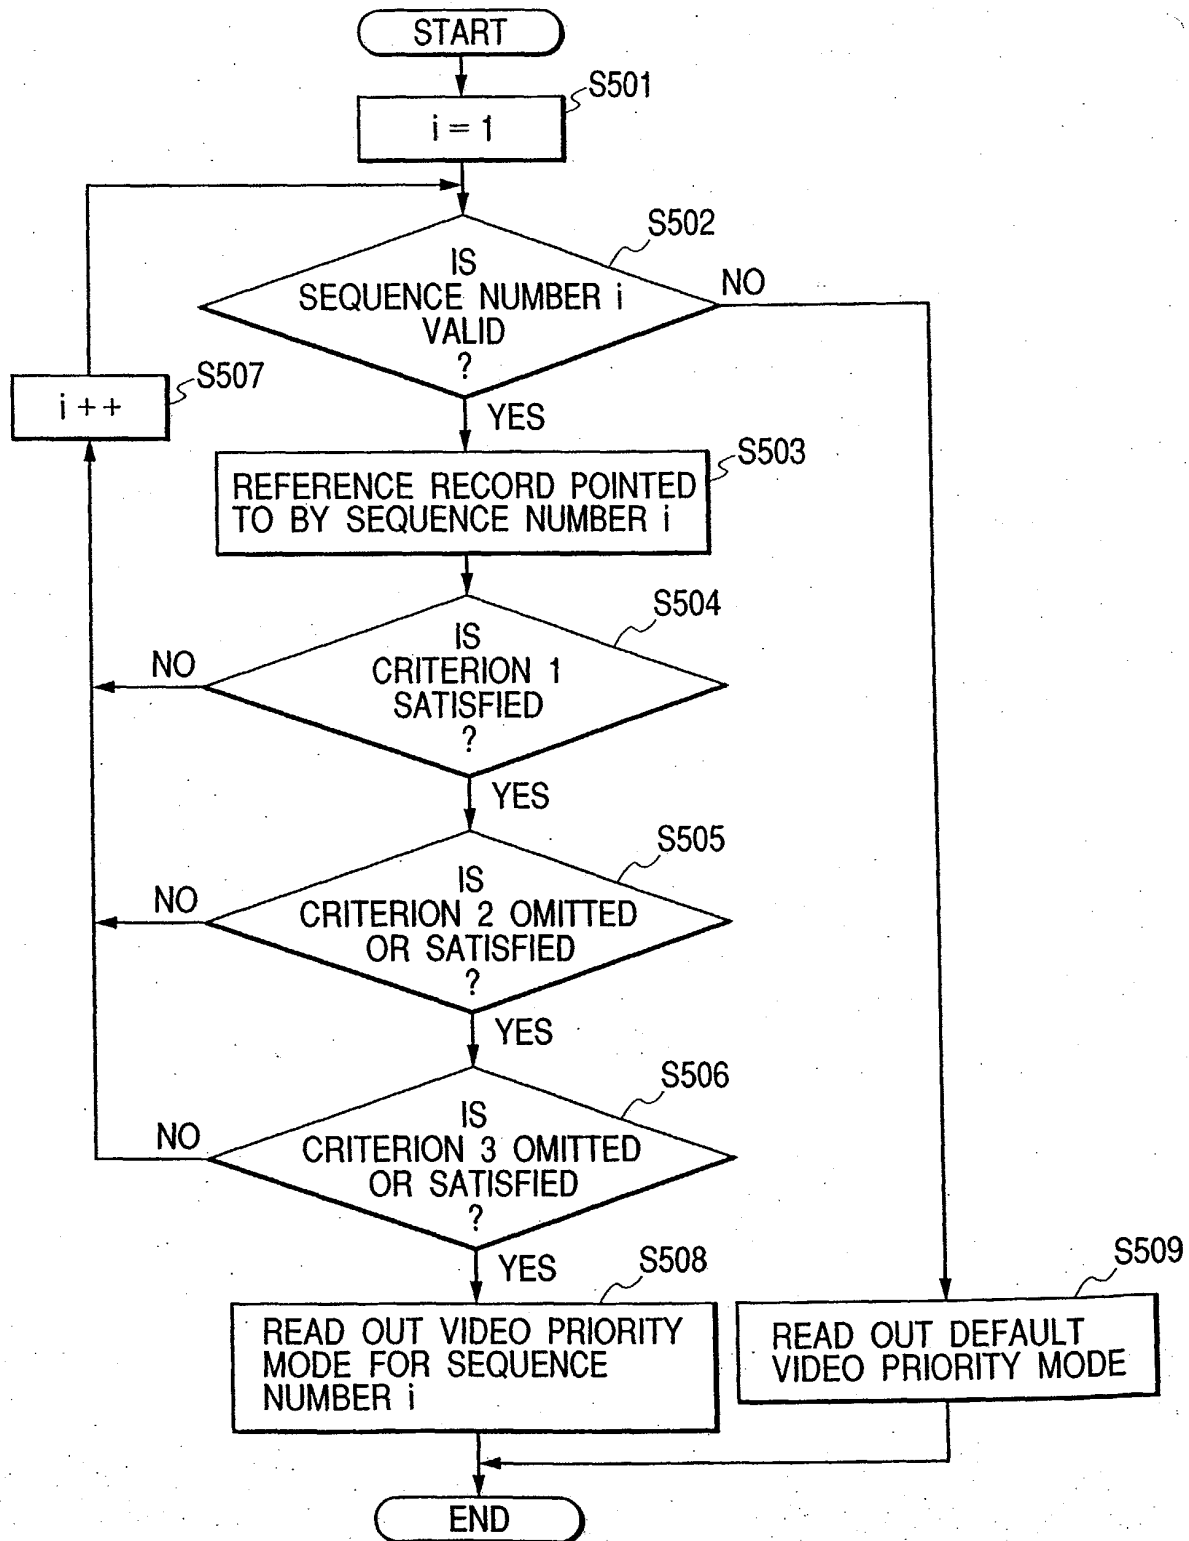 START
S501
i = 1
S502
IS
SEQUENCE NUMBER i
VALID
?
NO
S507
i ++
YES
S503
REFERENCE RECORD POINTED
TO BY SEQUENCE NUMBER i
S504
IS
CRITERION 1
SATISFIED
?
NO
YES
S505
IS
CRITERION 2 OMITTED
OR SATISFIED
?
NO
YES
S506
IS
CRITERION 3 OMITTED
OR SATISFIED
?
NO
YES
S508
READ OUT VIDEO PRIORITY
MODE FOR SEQUENCE
NUMBER i
S509
READ OUT DEFAULT
VIDEO PRIORITY MODE
END